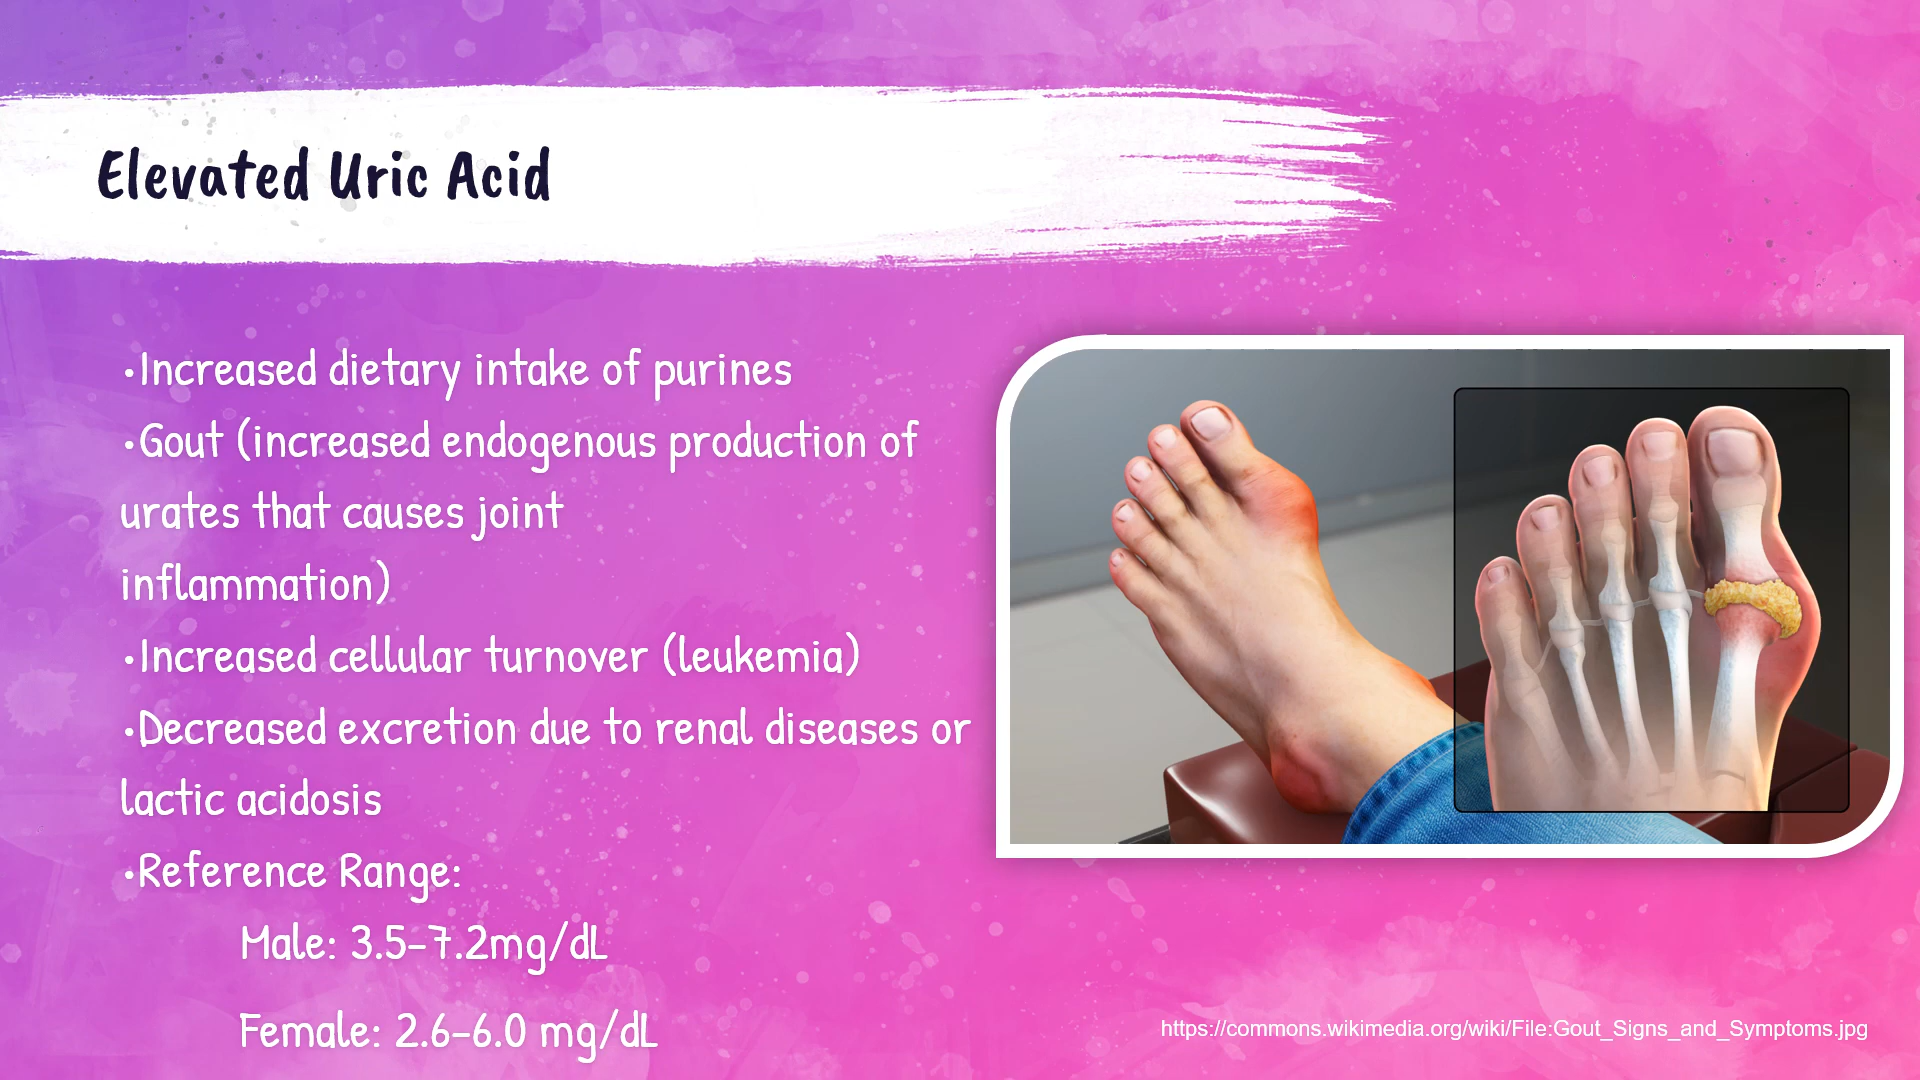 Elevated Uric Acid
•Increased dietary intake of purines
•Gout (increased endogenous production of
urates that causes joint
inflammation)
•Increased cellular turnover (leukemia)
•Decreased excretion due to renal diseases or
lactic acidosis
•Reference Range:
Male: 3.5-7.2mg/dL
Female: 2.6-6.0 mg/dL
https://commons.wikimedia.org/wiki/File:Gout_Signs_and_Symptoms.jpg